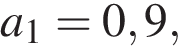 a₁ = 0,9,